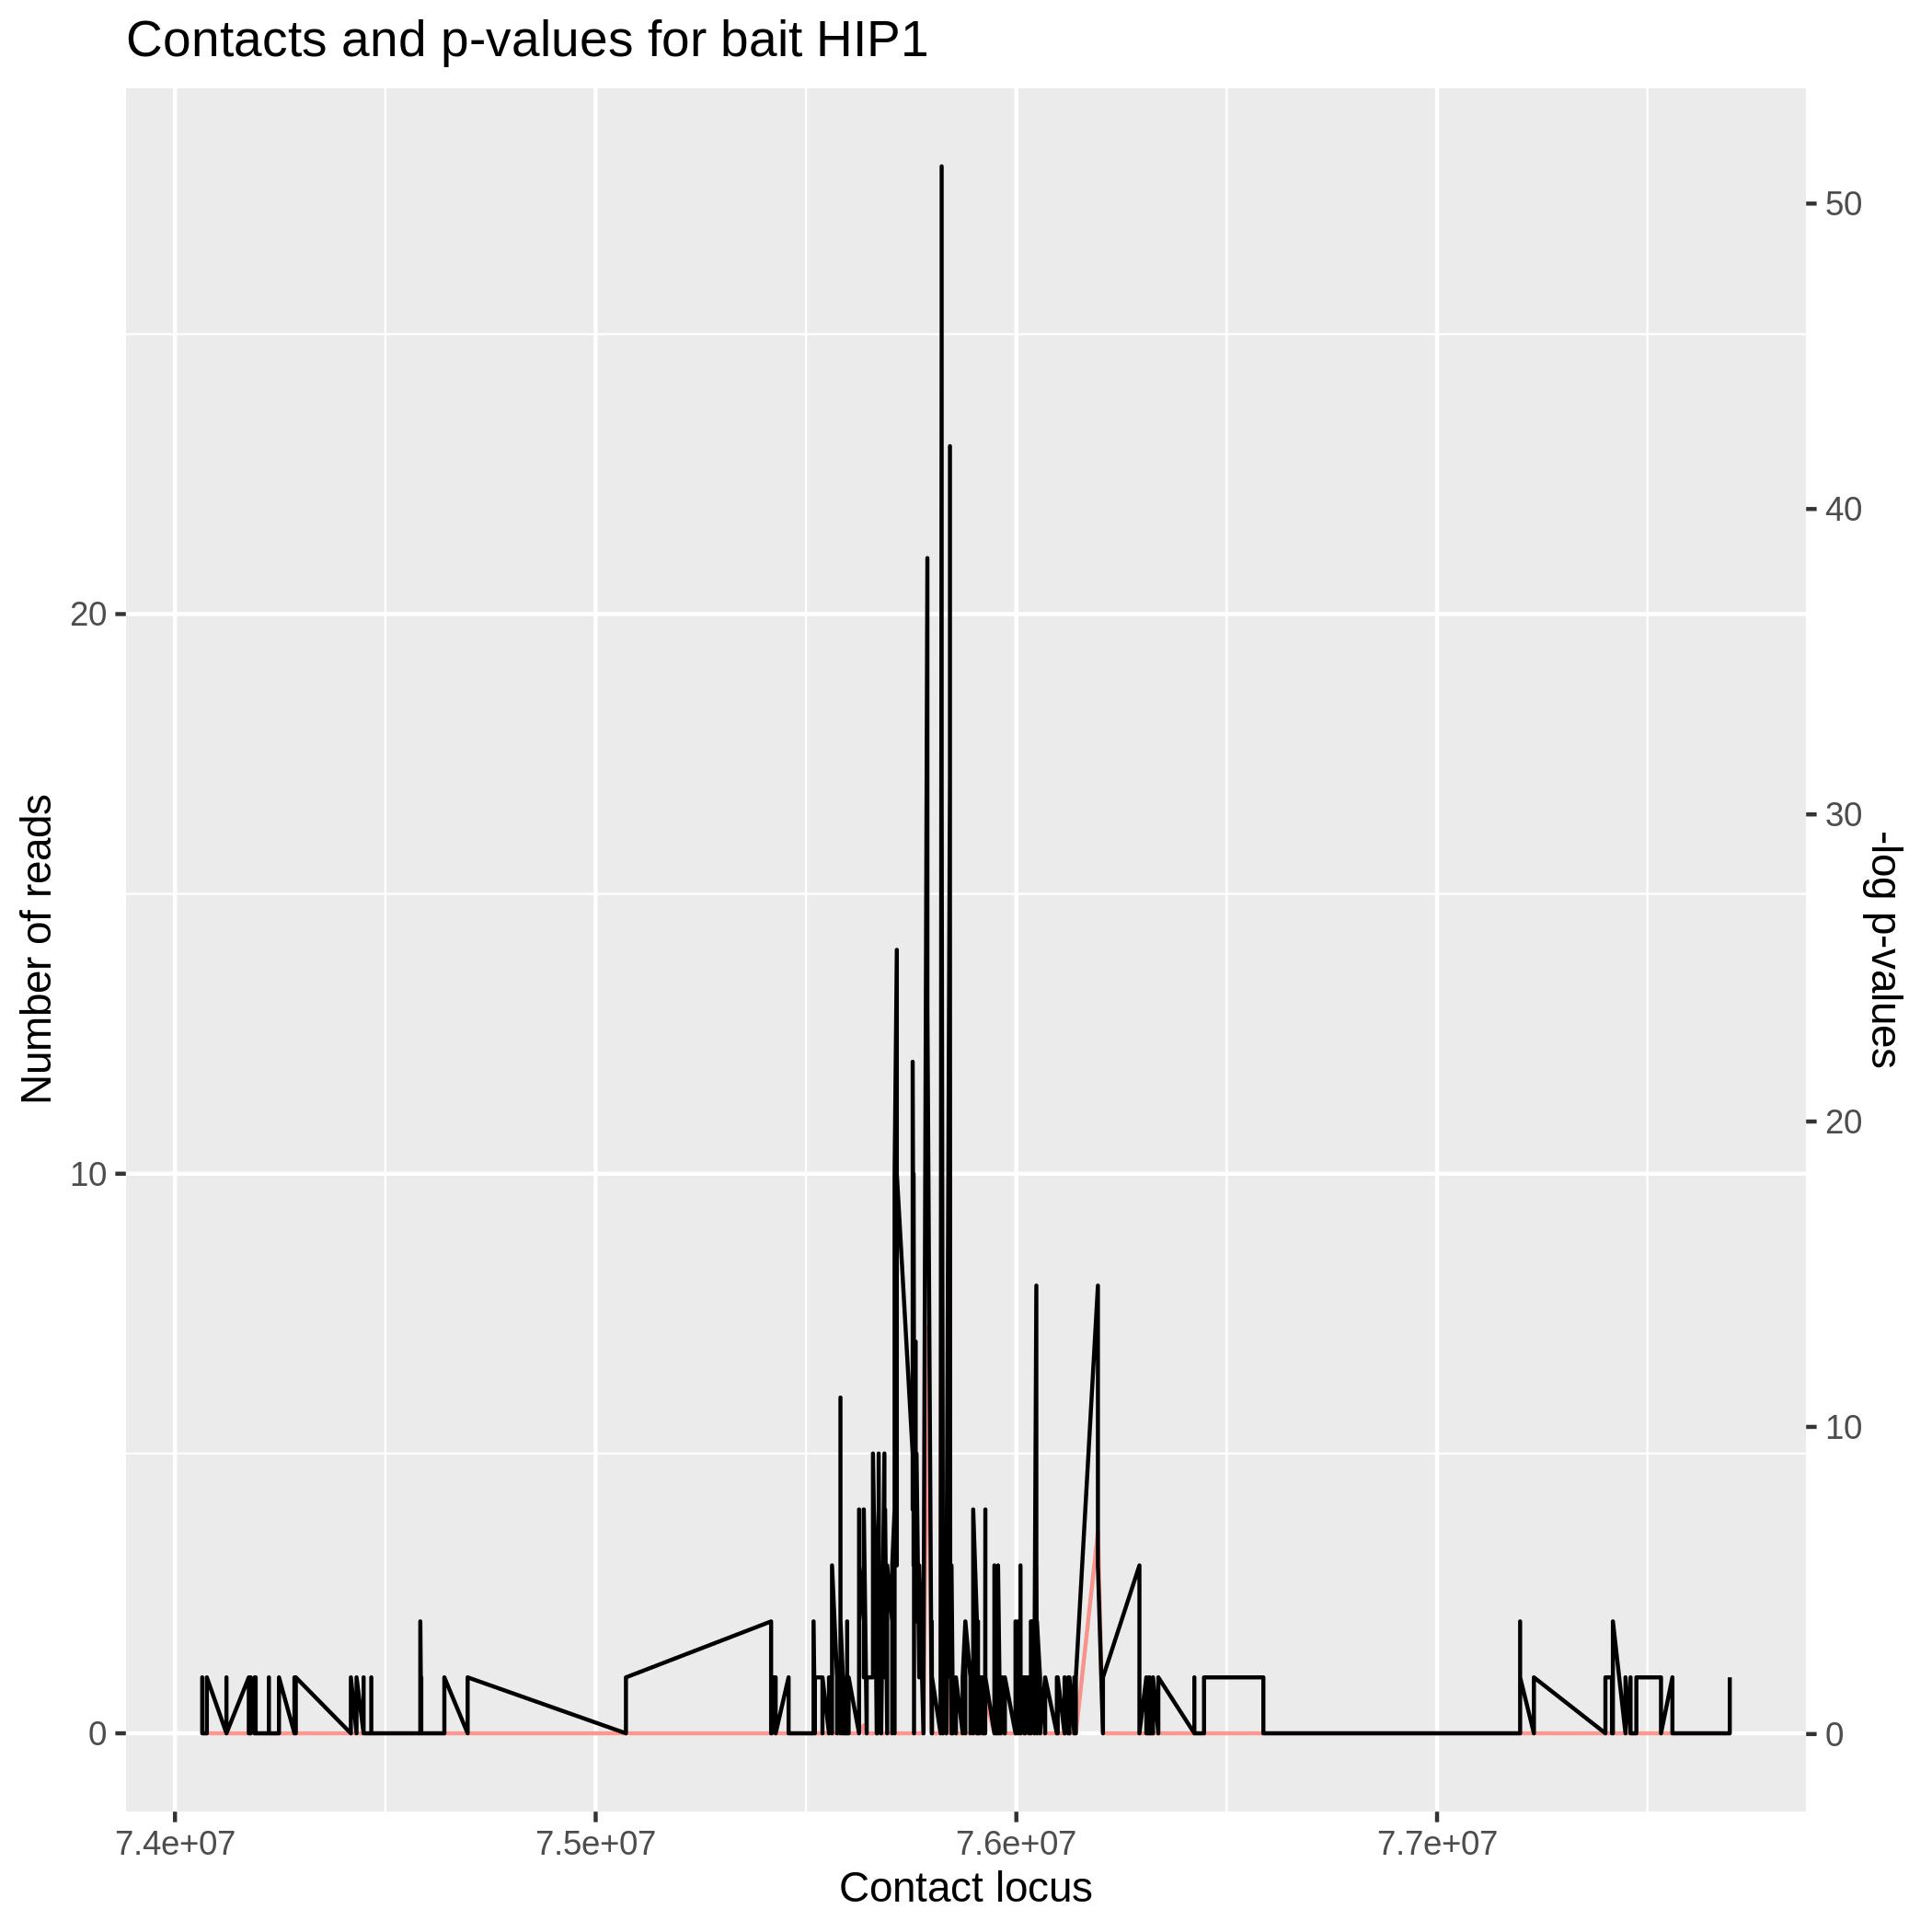 Contacts and p-values for bait HIP1
Number of reads
20
10
0
50
40
30
20
10
0
-log p-values
7.4e+07 7.5e+07 7.6e+07 7.7e+07
Contact locus